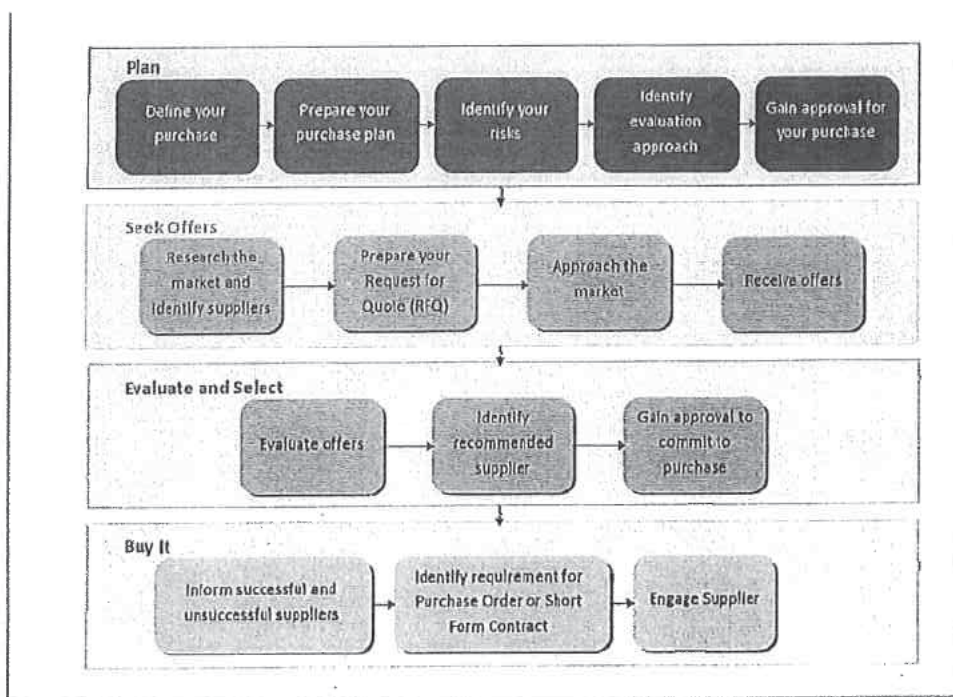 Plan
Define your
purchase
Prepare your
purchase plan
Identify your
risks
Identify
evaluation
approach
Gain approval for
your purchase
Seek Offers
Research the
market and
identify suppliers
Prepare your
Request for
Quote (RFQ)
Approach the
market
Receive offers
Evaluate and Select
Evaluate offers
Identify
recommended
supplier
Gain approval to
commit to
purchase
Buy It
Inform successful and
unsuccessful suppliers
Identify requirement for
Purchase Order or Short
Form Contract
Engage Supplier